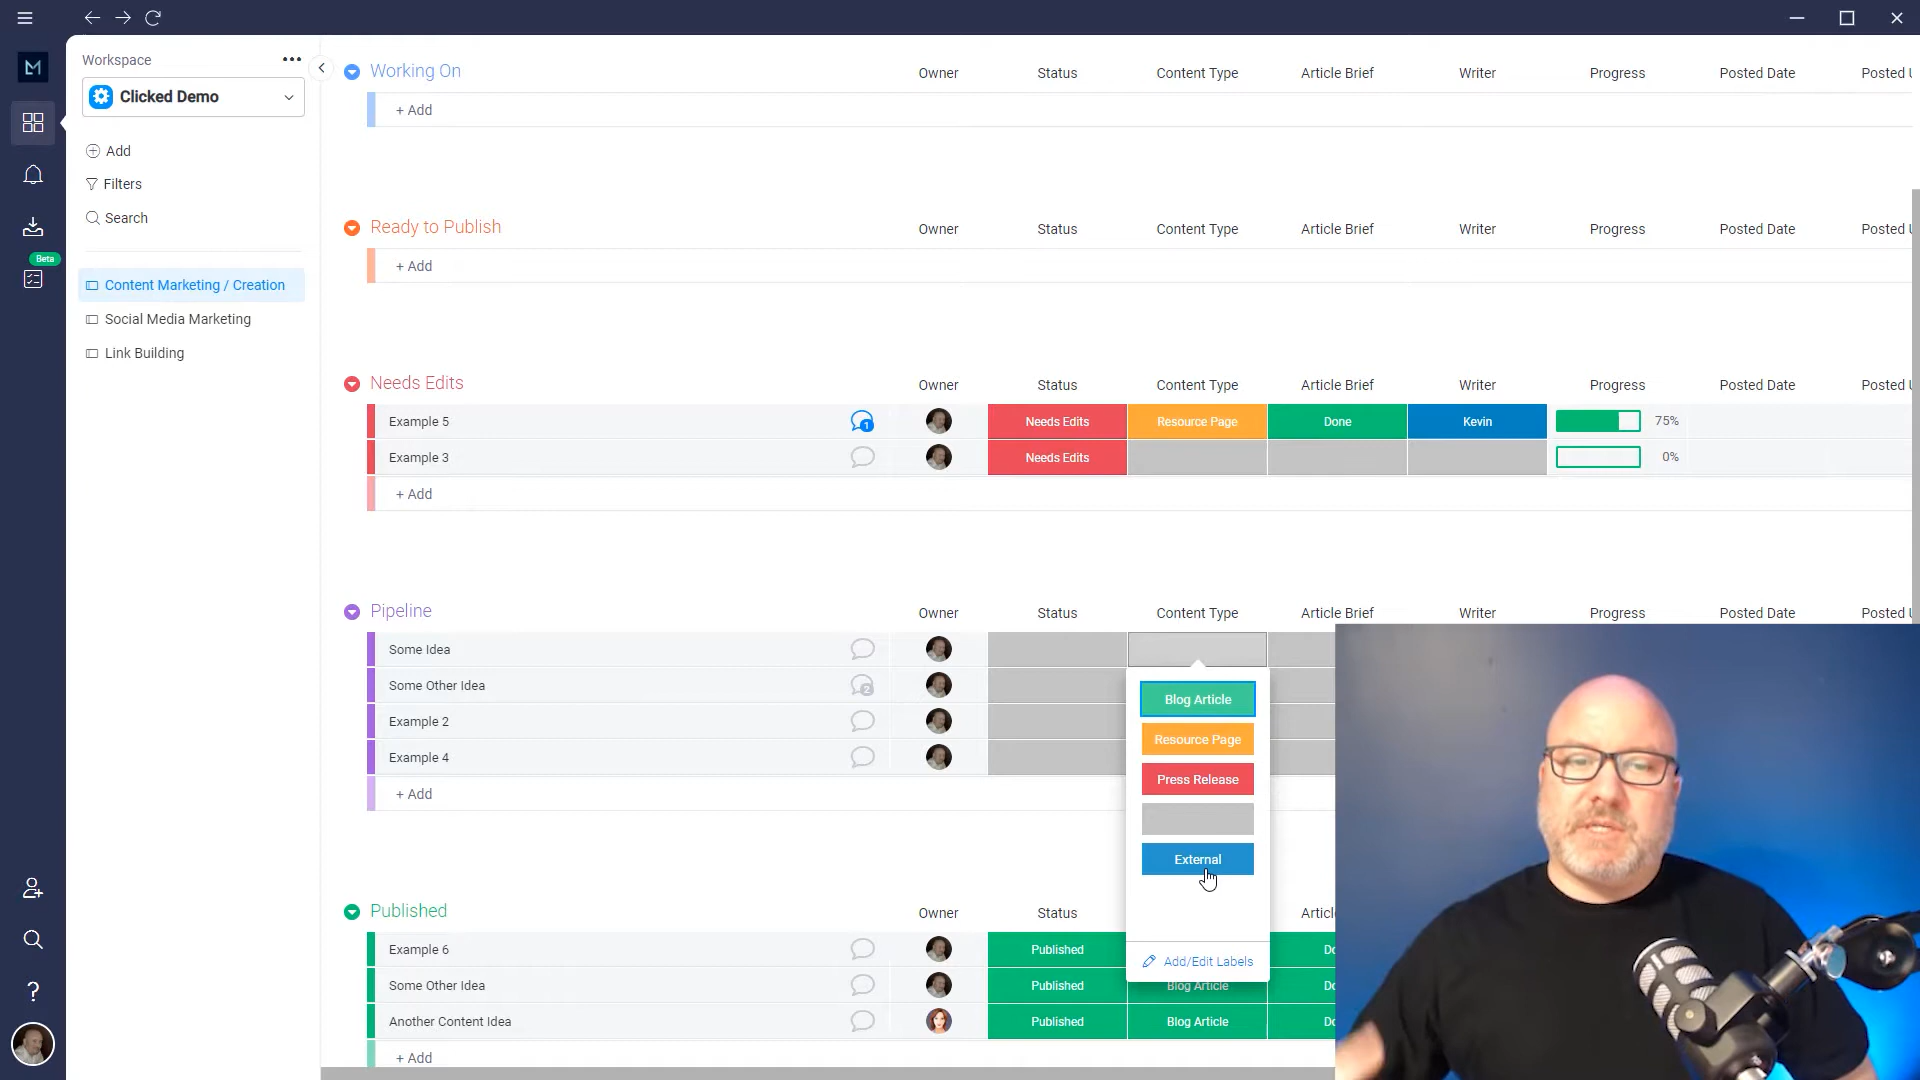 Workspace
Clicked Demo
Add
Filters
Search
Beta
Content Marketing / Creation
Social Media Marketing
Link Building
Working On Owner Status Content Type Article Brief Writer Progress Posted Date Posted
+ Add
Ready to Publish Owner Status Content Type Article Brief Writer Progress Posted Date Posted
+ Add
Needs Edits Owner Status Content Type Article Brief Writer Progress Posted Date Posted
Example 5 1 Needs Edits Resource Page Done Kevin 75%
Example 3 Needs Edits 0%
+ Add
Pipeline Owner Status Content Type Article Brief Writer Progress Posted Date Posted
Some Idea
Some Other Idea 2
Example 2
Example 4
+ Add
Blog Article
Resource Page
Press Release
External
Add/Edit Labels
Published Owner Status
Example 6 Published
Some Other Idea Published Blog Article
Another Content Idea Published Blog Article
+ Add